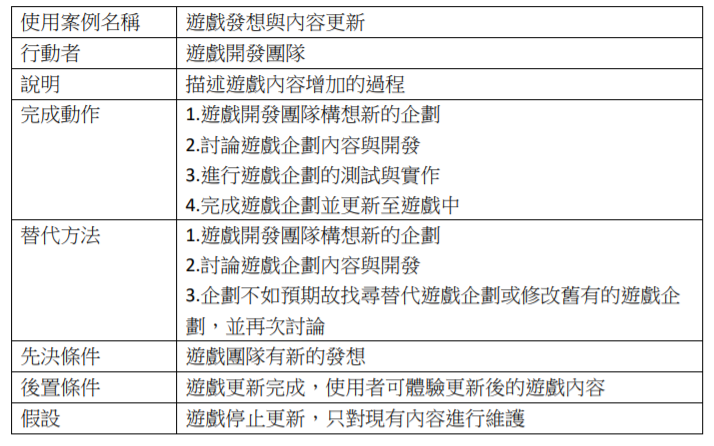 使用案例名稱 遊戲發想與內容更新
行動者 遊戲開發團隊
說明 描述遊戲內容增加的過程
完成動作 1.遊戲開發團隊構想新的企劃
2.討論遊戲企劃內容與開發
3.進行遊戲企劃的測試與實作
4.完成遊戲企劃並更新至遊戲中
替代方法 1.遊戲開發團隊構想新的企劃
2.討論遊戲企劃內容與開發
3.企劃不如預期故找尋替代遊戲企劃或修改舊有的遊戲企
劃，並再次討論
先決條件 遊戲團隊有新的發想
後置條件 遊戲更新完成，使用者可體驗更新後的遊戲內容
假設 遊戲停止更新，只對現有內容進行維護